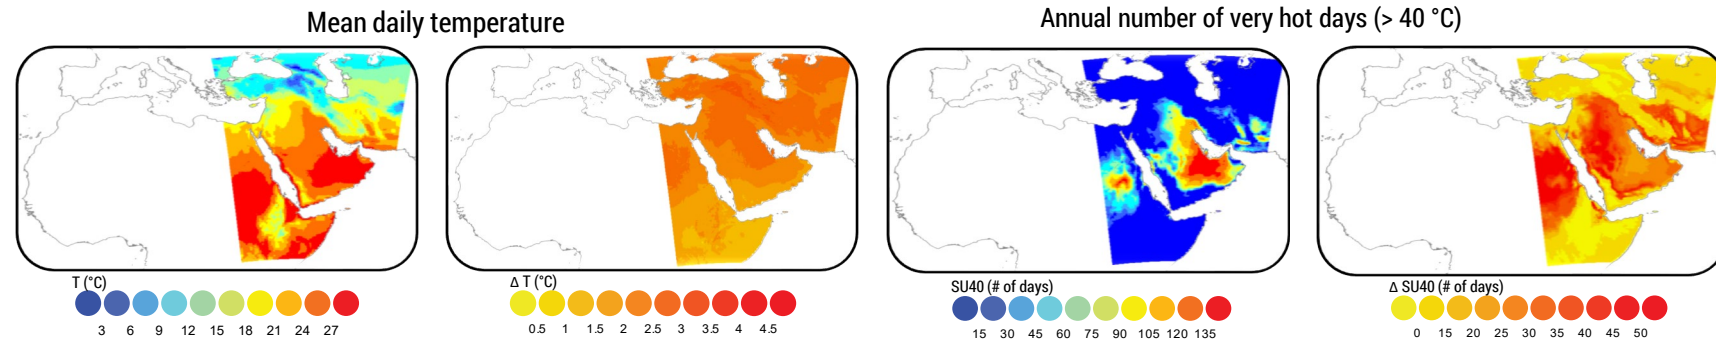 Mean daily temperature
Annual number of very hot days (> 40 °C)
T (°C)
3 6 9 12 15 18 21 24 27
Δ T (°C)
0.5 1 1.5 2 2.5 3 3.5 4 4.5
SU40 (# of days)
15 30 45 60 75 90 105 120 135
Δ SU40 (# of days)
0 15 20 25 30 35 40 45 50